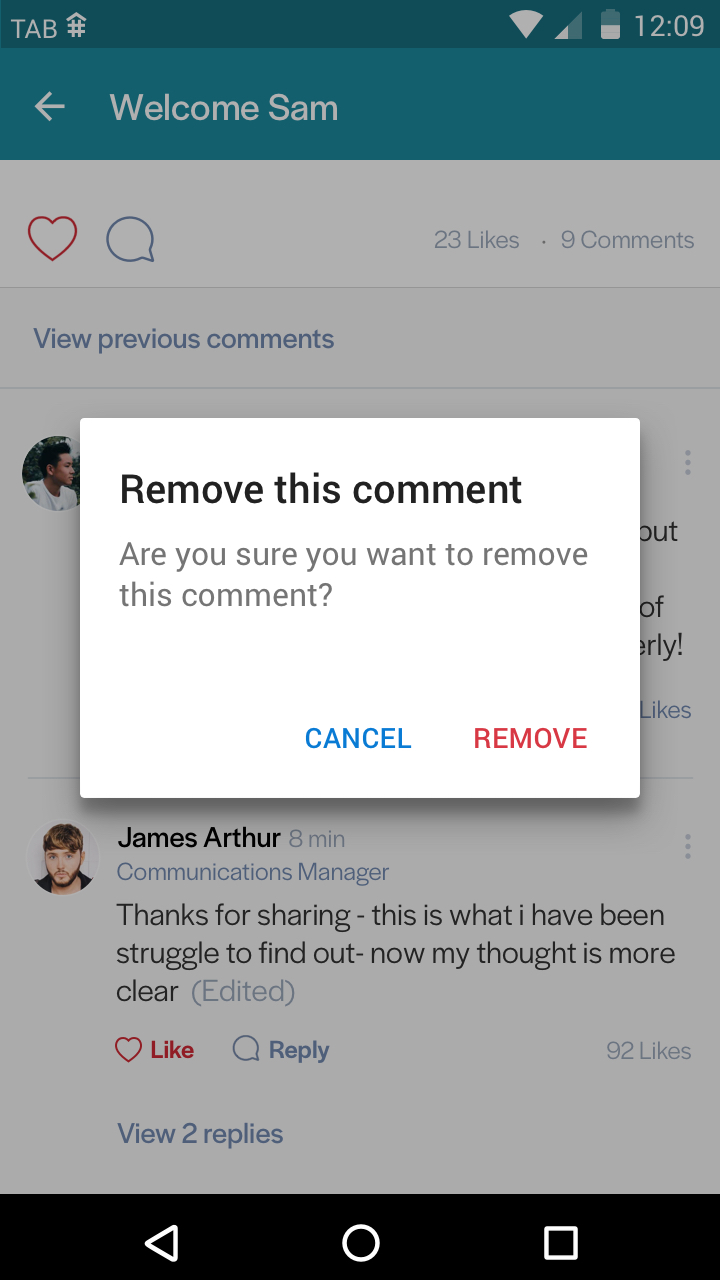 TAB
12:09
Welcome Sam
23 Likes · 9 Comments
View previous comments
Remove this comment
Are you sure you want to remove
this comment?
out
of
erly!
Likes
CANCEL REMOVE
James Arthur 8 min
Communications Manager
Thanks for sharing - this is what i have been
struggle to find out- now my thought is more
clear (Edited)
Like Reply 92 Likes
View 2 replies